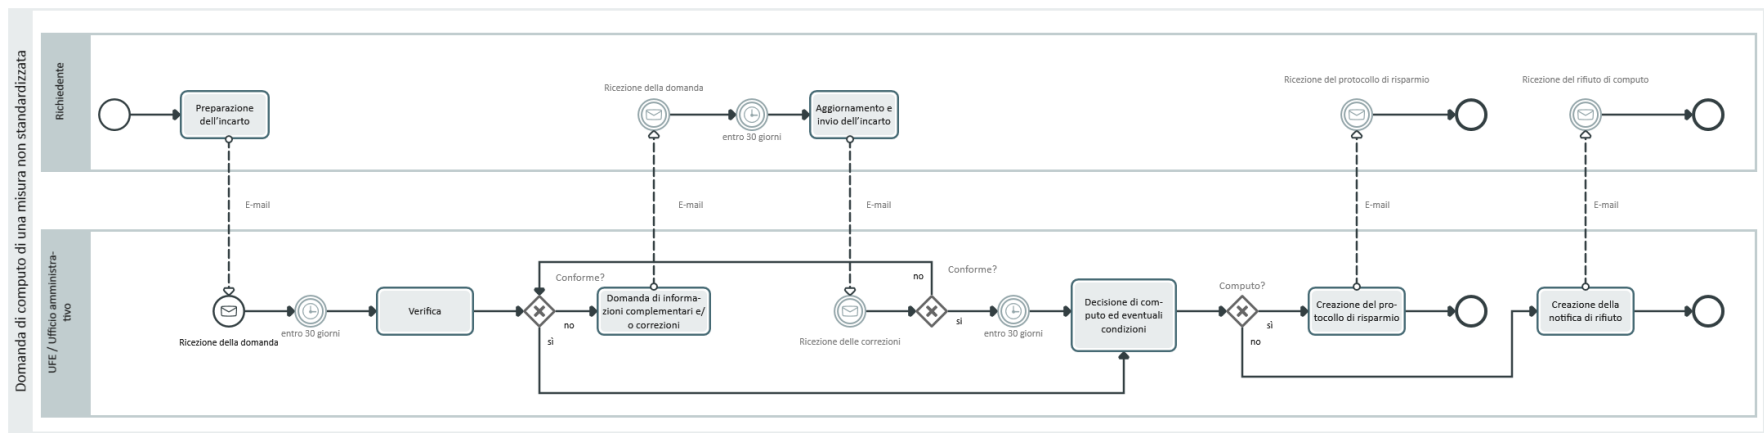 Domanda di computo di una misura non standardizzata
Richiedente
Preparazione
dell'incarto
Ricezione della domanda
entro 30 giorni
Aggiornamento e
invio dell'incarto
Ricezione del protocollo di risparmio
Ricezione del rifiuto di computo
E-mail
E-mail
E-mail
E-mail
E-mail
UFE / Ufficio amministra-
tivo
Ricezione della domanda
entro 30 giorni
Verifica
Conforme?
no
sì
Domanda di informa-
zioni complementari e/
o correzioni
Ricezione delle correzioni
no
Conforme?
si
entro 30 giorni
Decisione di com-
puto ed eventuali
condizioni
Computo?
sì
no
Creazione del pro-
tocollo di risparmio
Creazione della
notifica di rifiuto